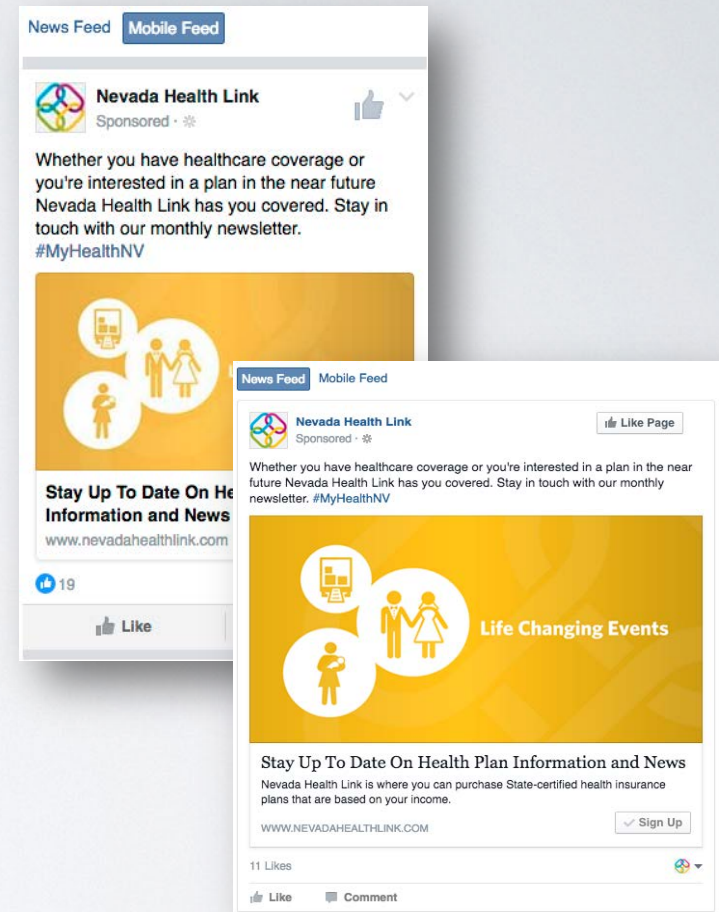 News Feed Mobile Feed
Nevada Health Link
Sponsored ·
Whether you have healthcare coverage or
you're interested in a plan in the near future
Nevada Health Link has you covered. Stay in
touch with our monthly newsletter.
#MyHealthNV
Stay Up To Date On He
Information and News
www.nevadahealthlink.com
19
Like
News Feed Mobile Feed
Nevada Health Link
Like Page
Sponsored ·
Whether you have healthcare coverage or you're interested in a plan in the near
future Nevada Health Link has you covered. Stay in touch with our monthly
newsletter. #MyHealthNV
Life Changing Events
Stay Up To Date On Health Plan Information and News
Nevada Health Link is where you can purchase State-certified health insurance
plans that are based on your income.
WWW.NEVADAHEALTHLINK.COM
Sign Up
11 Likes
Like Comment